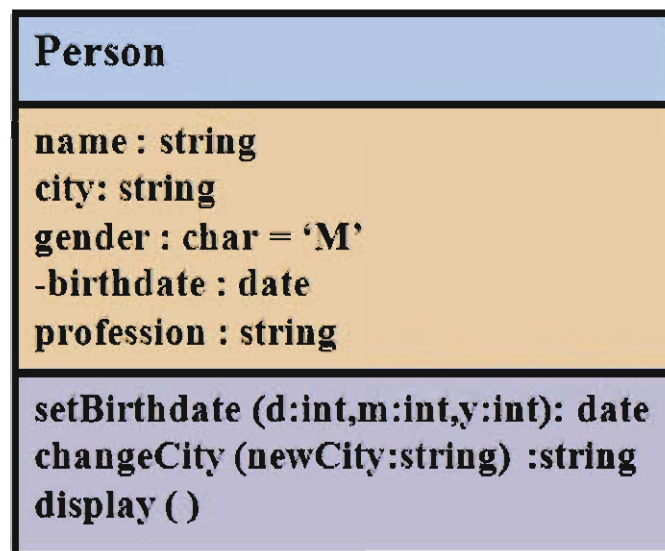 Person
name : string
city: string
gender : char = ‘M’
-birthdate : date
profession : string
setBirthdate (d:int,m:int,y:int): date
changeCity (newCity:string) :string
display ( )